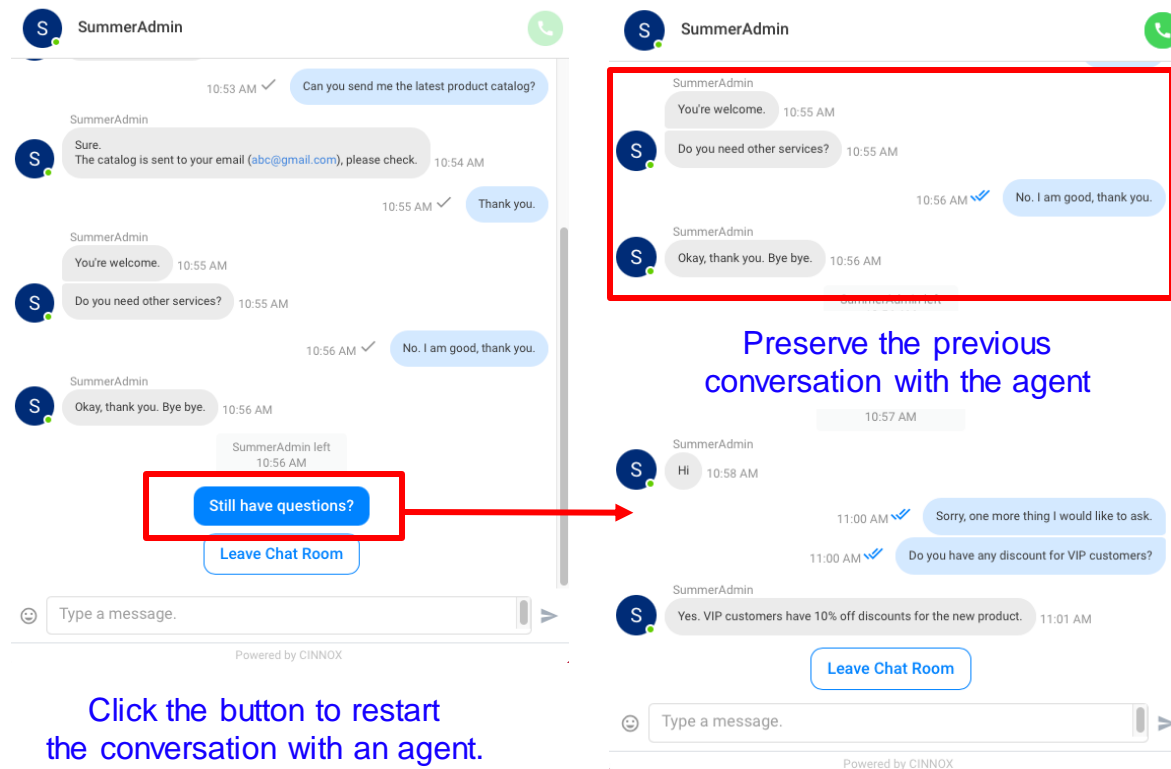 S
SummerAdmin
10:53 AM
Can you send me the latest product catalog?
SummerAdmin
Sure.
The catalog is sent to your email (abc@gmail.com), please check.
S
10:54 AM
10:55 AM
Thank you.
SummerAdmin
You're welcome.
10:55 AM
S
Do you need other services?
10:55 AM
10:56 AM
No. I am good, thank you.
SummerAdmin
S
Okay, thank you. Bye bye.
10:56 AM
SummerAdmin left
10:56 AM
Still have questions?
Leave Chat Room
Type a message.
Powered by CINNOX
Click the button to restart
the conversation with an agent.
S
SummerAdmin
SummerAdmin
You're welcome.
10:55 AM
S
Do you need other services?
10:55 AM
10:56 AM
No. I am good, thank you.
SummerAdmin
S
Okay, thank you. Bye bye.
10:56 AM
SummerAdmin left
Preserve the previous
conversation with the agent
10:57 AM
SummerAdmin
S
Hi
10:58 AM
11:00 AM
Sorry, one more thing I would like to ask.
11:00 AM
Do you have any discount for VIP customers?
SummerAdmin
S
Yes. VIP customers have 10% off discounts for the new product.
11:01 AM
Leave Chat Room
Type a message.
Powered by CINNOX